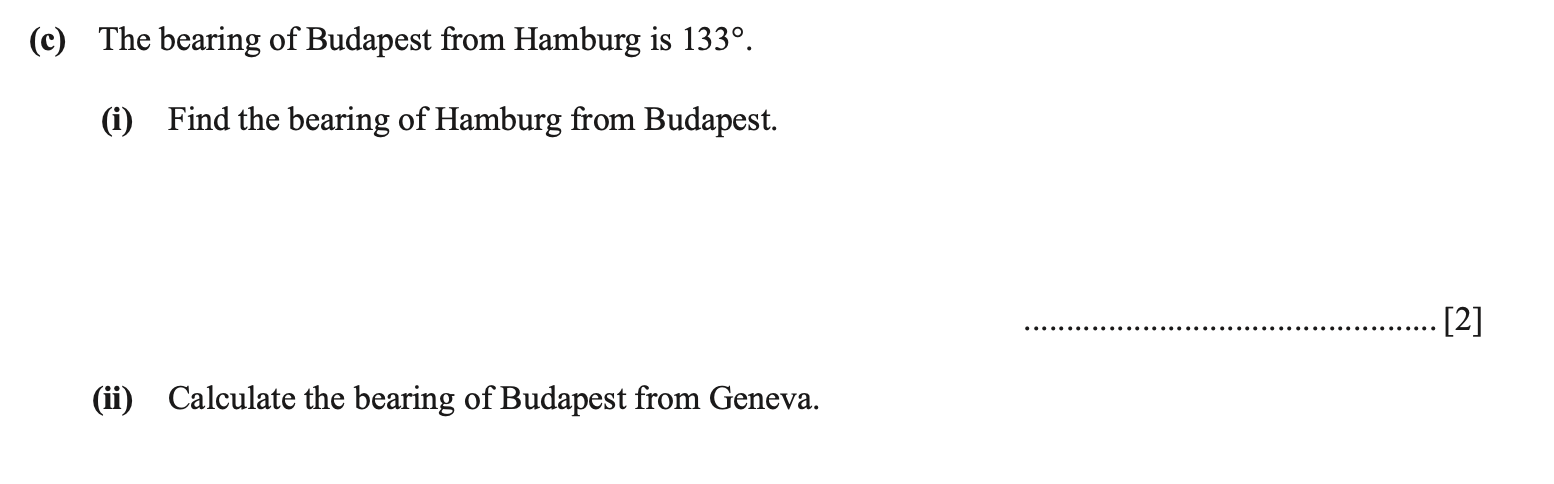 (c) The bearing of Budapest from Hamburg is 133°.
(i) Find the bearing of Hamburg from Budapest.
................................................. [2]
(ii) Calculate the bearing of Budapest from Geneva.